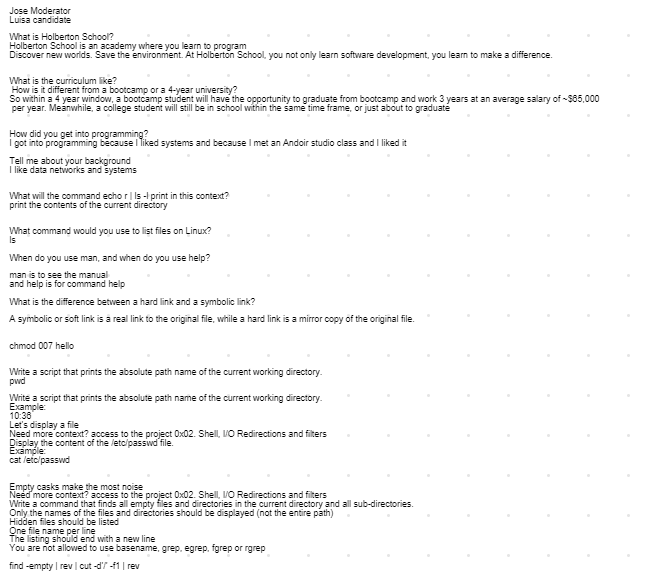 Jose Moderator
Luisa candidate
What is Holberton School?
Holberton School is an academy where you learn to program
Discover new worlds. Save the environment. At Holberton School, you not only learn software development, you learn to make a difference.
What is the curriculum like?
How is it different from a bootcamp or a 4-year university?
So within a 4 year window, a bootcamp student will have the opportunity to graduate from bootcamp and work 3 years at an average salary of ~$65,000
per year. Meanwhile, a college student will still be in school within the same time frame, or just about to graduate
How did you get into programming?
I got into programming because I liked systems and because I met an Andoir studio class and I liked it
Tell me about your background
I like data networks and systems
What will the command echo r | ls -l print in this context?
print the contents of the current directory
What command would you use to list files on Linux?
ls
When do you use man, and when do you use help?
man is to see the manual
and help is for command help
What is the difference between a hard link and a symbolic link?
A symbolic or soft link is a real link to the original file, while a hard link is a mirror copy of the original file.
chmod 007 hello
Write a script that prints the absolute path name of the current working directory.
pwd
Write a script that prints the absolute path name of the current working directory.
Example:
10:36
Let's display a file
Need more context? access to the project 0x02. Shell, I/O Redirections and filters
Display the content of the /etc/passwd file.
Example:
cat /etc/passwd
Empty casks make the most noise
Need more context? access to the project 0x02. Shell, I/O Redirections and filters
Write a command that finds all empty files and directories in the current directory and all sub-directories.
Only the names of the files and directories should be displayed (not the entire path)
Hidden files should be listed
One file name per line
The listing should end with a new line
You are not allowed to use basename, grep, egrep, fgrep or rgrep
find -empty | rev | cut -d'/' -f1 | rev